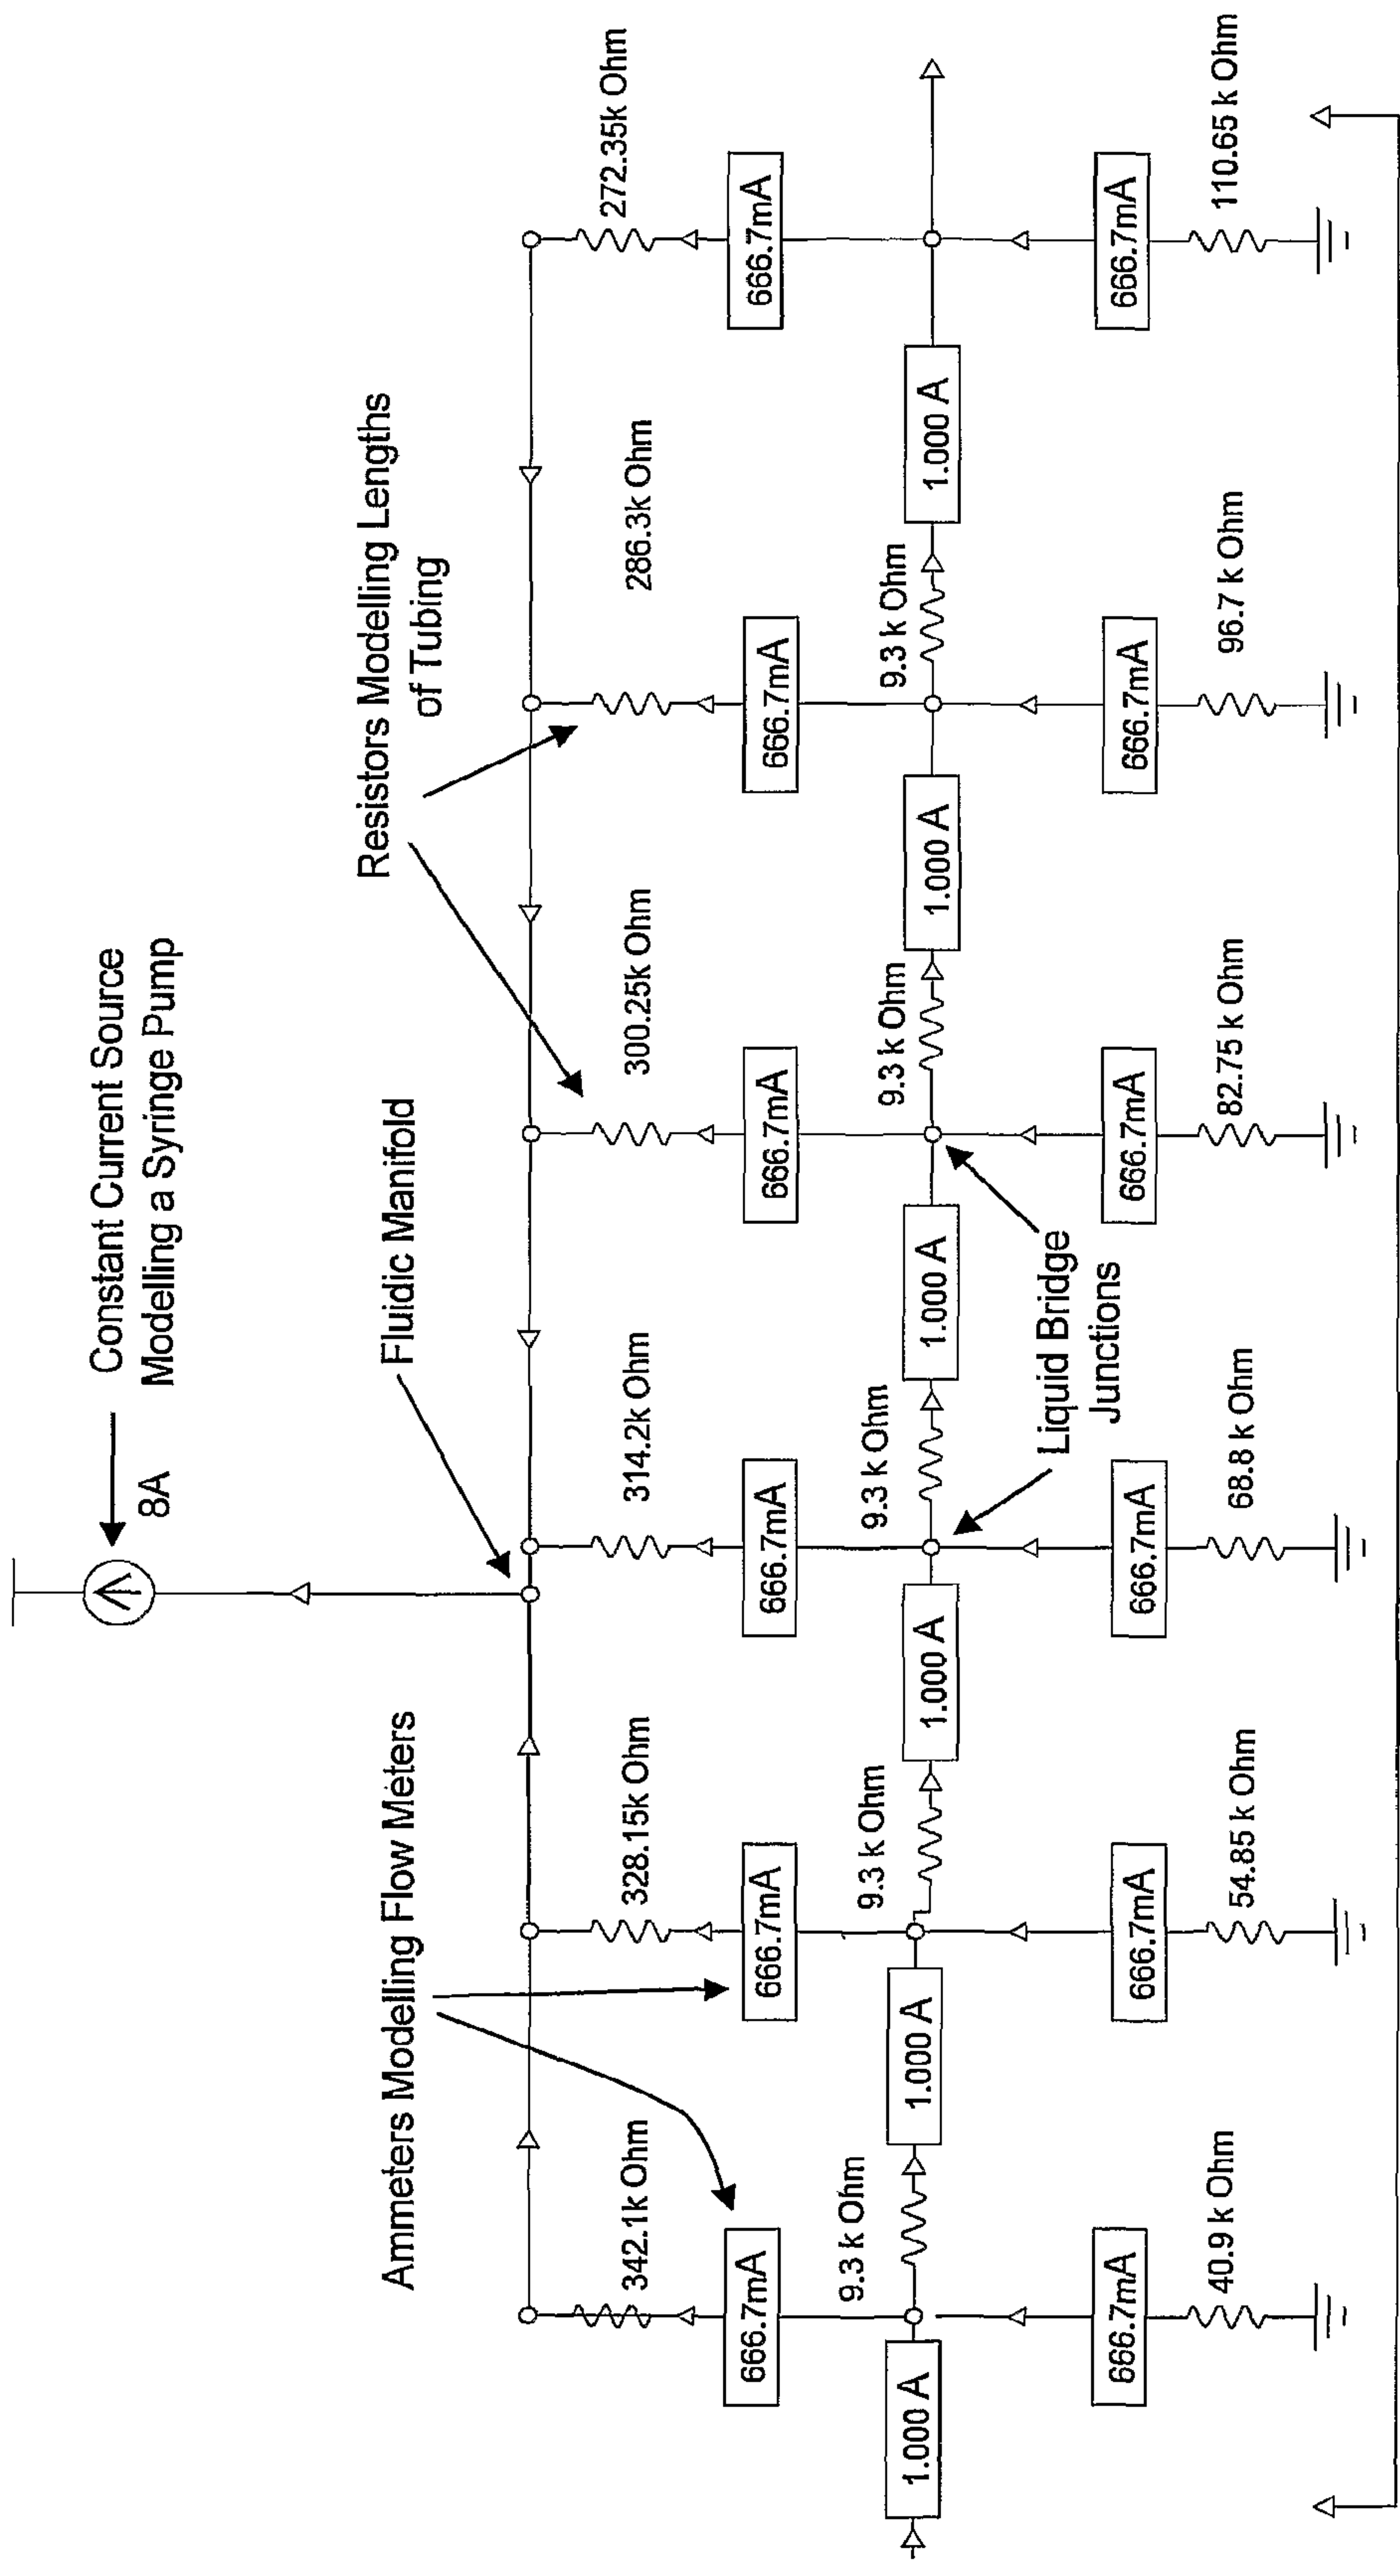 Constant Current Source
Modelling a Syringe Pump
8A
Fluidic Manifold
Ammeters Modelling Flow Meters
Resistors Modelling Lengths
of Tubing
342.1k Ohm
328.15k Ohm
314.2k Ohm
300.25k Ohm
286.3k Ohm
272.35k Ohm
666.7mA
666.7mA
666.7mA
666.7mA
666.7mA
666.7mA
9.3 k Ohm
9.3 k Ohm
9.3 k Ohm
9.3 k Ohm
9.3 k Ohm
1.000 A
1.000 A
1.000 A
1.000 A
1.000 A
1.000 A
Liquid Bridge
Junctions
666.7mA
666.7mA
666.7mA
666.7mA
666.7mA
666.7mA
40.9 k Ohm
54.85 k Ohm
68.8 k Ohm
82.75 k Ohm
96.7 k Ohm
110.65 k Ohm